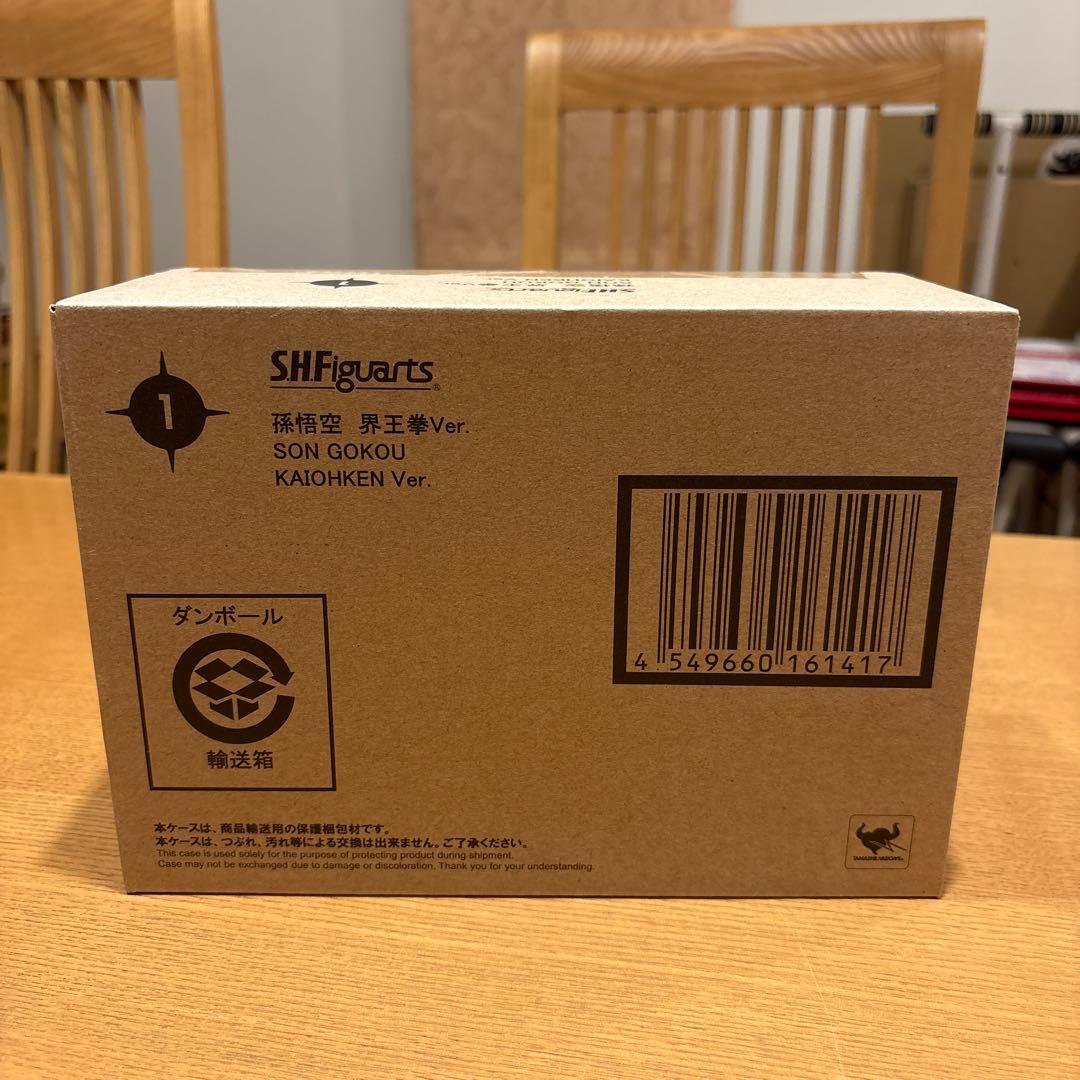 S.H.Figuarts
1
S.H.Figuarts®
孫悟空 界王拳Ver.
SON GOKOU
KAIOHKEN Ver.
4 549660 161417
ダンボール
輸送箱
本ケースは、商品輸送用の保護梱包材です。
本ケースは、つぶれ、汚れ等による交換は出来ません。ご了承ください。
This case is used solely for the purpose of protecting product during shipment.
Case may not be exchanged due to damage or discoloration. Thank you for your understanding.
TAMASHII NATIONS